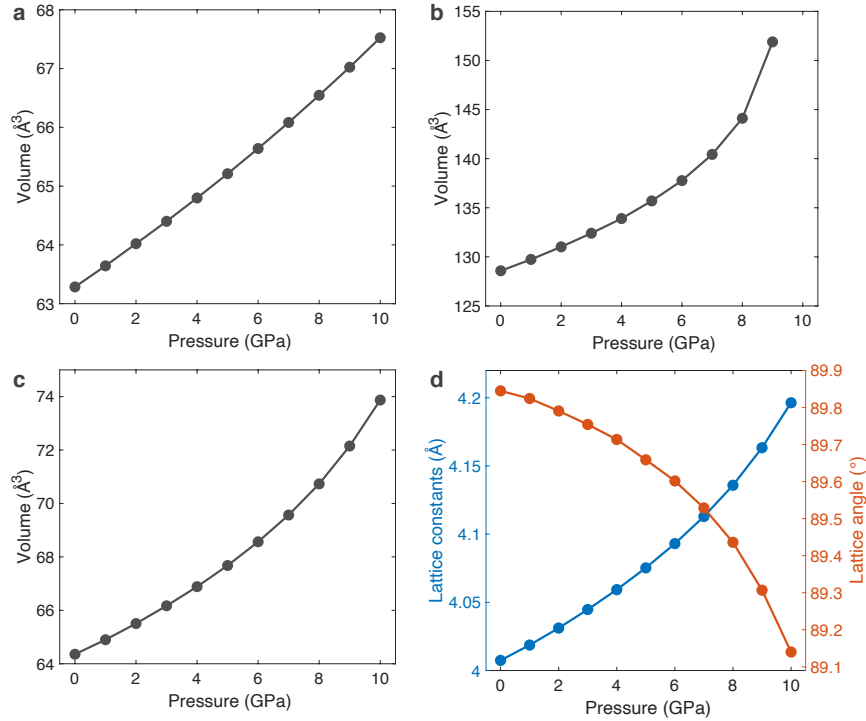 a
68
67
66
65
64
63
Volume (Å³)
0 2 4 6 8 10
Pressure (GPa)
b
155
150
145
140
135
130
125
Volume (Å³)
0 2 4 6 8 10
Pressure (GPa)
c
74
72
70
68
66
64
Volume (Å³)
0 2 4 6 8 10
Pressure (GPa)
d
4.2
4.15
4.1
4.05
4
Lattice constants (Å)
89.9
89.8
89.7
89.6
89.5
89.4
89.3
89.2
89.1
Lattice angle (°)
0 2 4 6 8 10
Pressure (GPa)